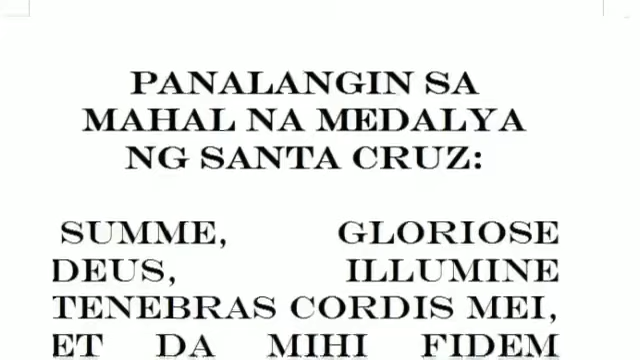 PANALANGIN SA
MAHAL NA MEDALYA
NG SANTA CRUZ:
SUMME, GLORIOSE
DEUS, ILLUMINE
TENEBRAS CORDIS MEI,
ET DA MIHI FIDEM